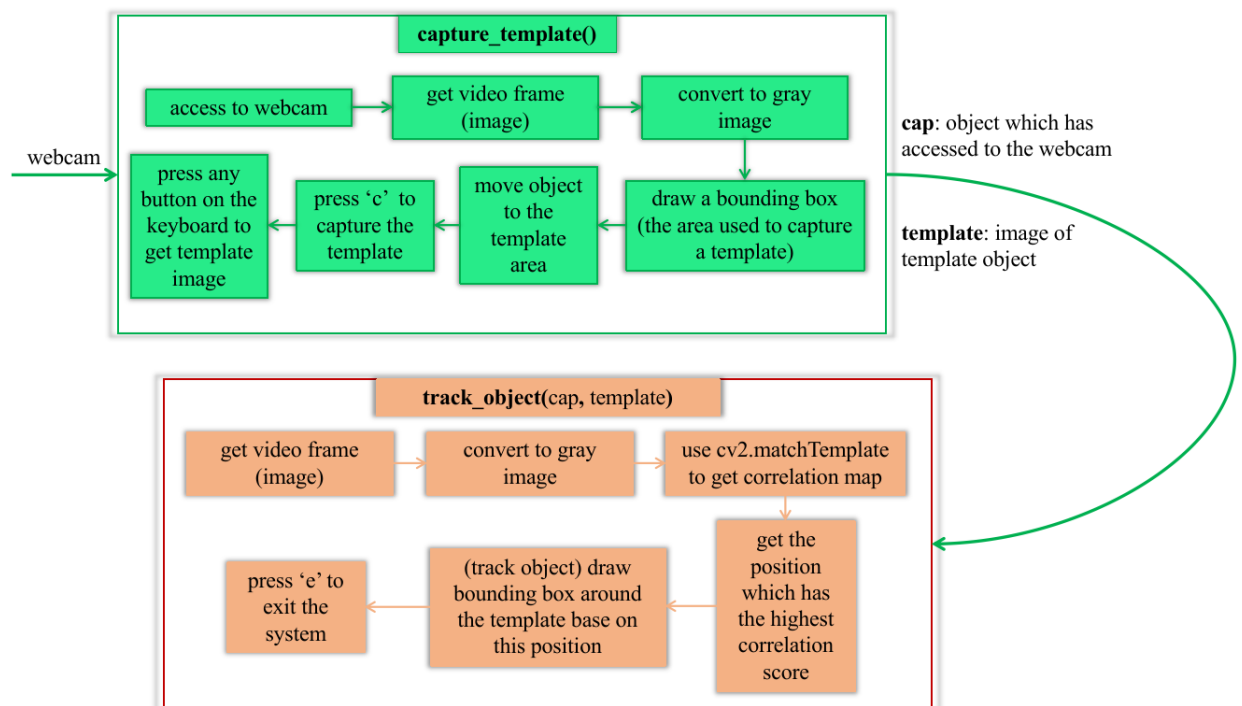 capture_template()
access to webcam
get video frame
(image)
convert to gray
image
webcam
press any
button on the
keyboard to
get template
image
press ‘c’ to
capture the
template
move object
to the
template
area
draw a bounding box
(the area used to capture
a template)
cap: object which has
accessed to the webcam
template: image of
template object
track_object(cap, template)
get video frame
(image)
convert to gray
image
use cv2.matchTemplate
to get correlation map
press ‘e’ to
exit the
system
(track object) draw
bounding box around
the template base on
this position
get the
position
which has
the highest
correlation
score